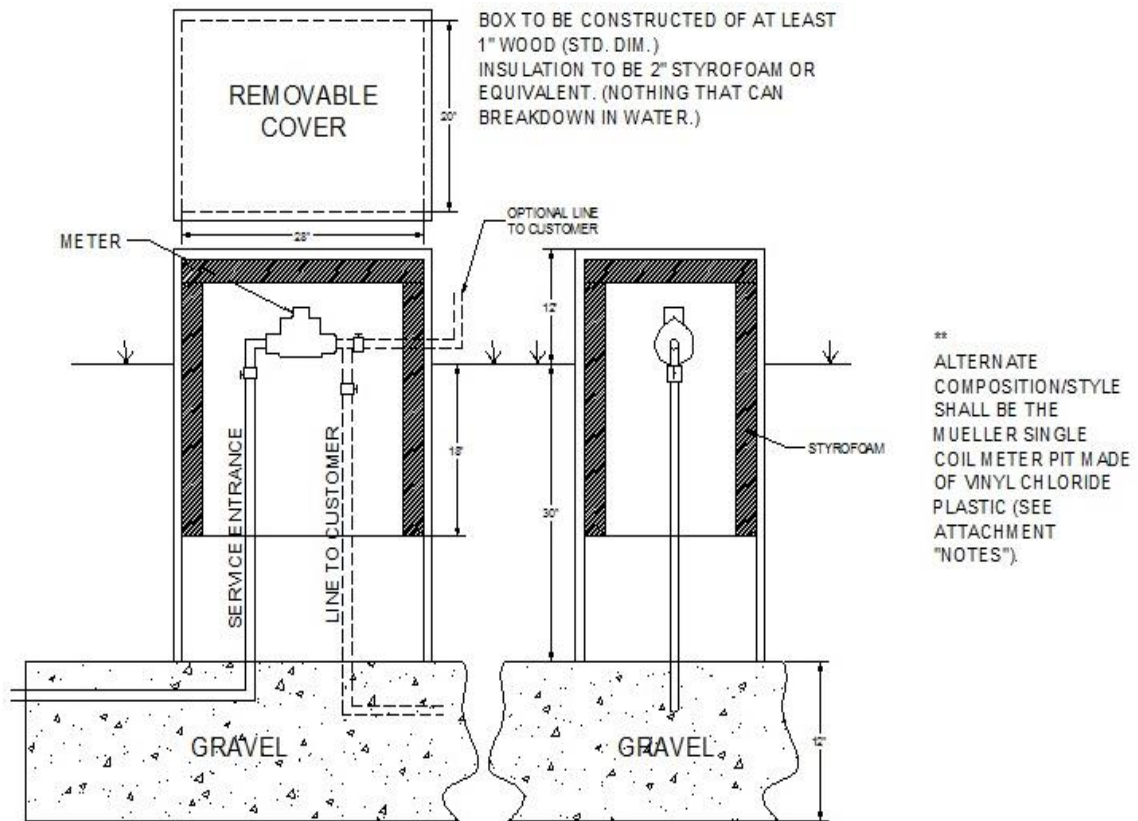 BOX TO BE CONSTRUCTED OF AT LEAST
1" WOOD (STD. DIM.)
INSULATION TO BE 2" STYROFOAM OR
EQUIVALENT. (NOTHING THAT CAN
BREAKDOWN IN WATER.)
REMOVABLE
COVER
20"
28"
OPTIONAL LINE
TO CUSTOMER
METER
12"
18"
30"
SERVICE ENTRANCE
LINE TO CUSTOMER
STYROFOAM
**
ALTERNATE
COMPOSITION/STYLE
SHALL BE THE
MUELLER SINGLE
COIL METER PIT MADE
OF VINYL CHLORIDE
PLASTIC (SEE
ATTACHMENT
"NOTES").
GRAVEL
GRAVEL
12"